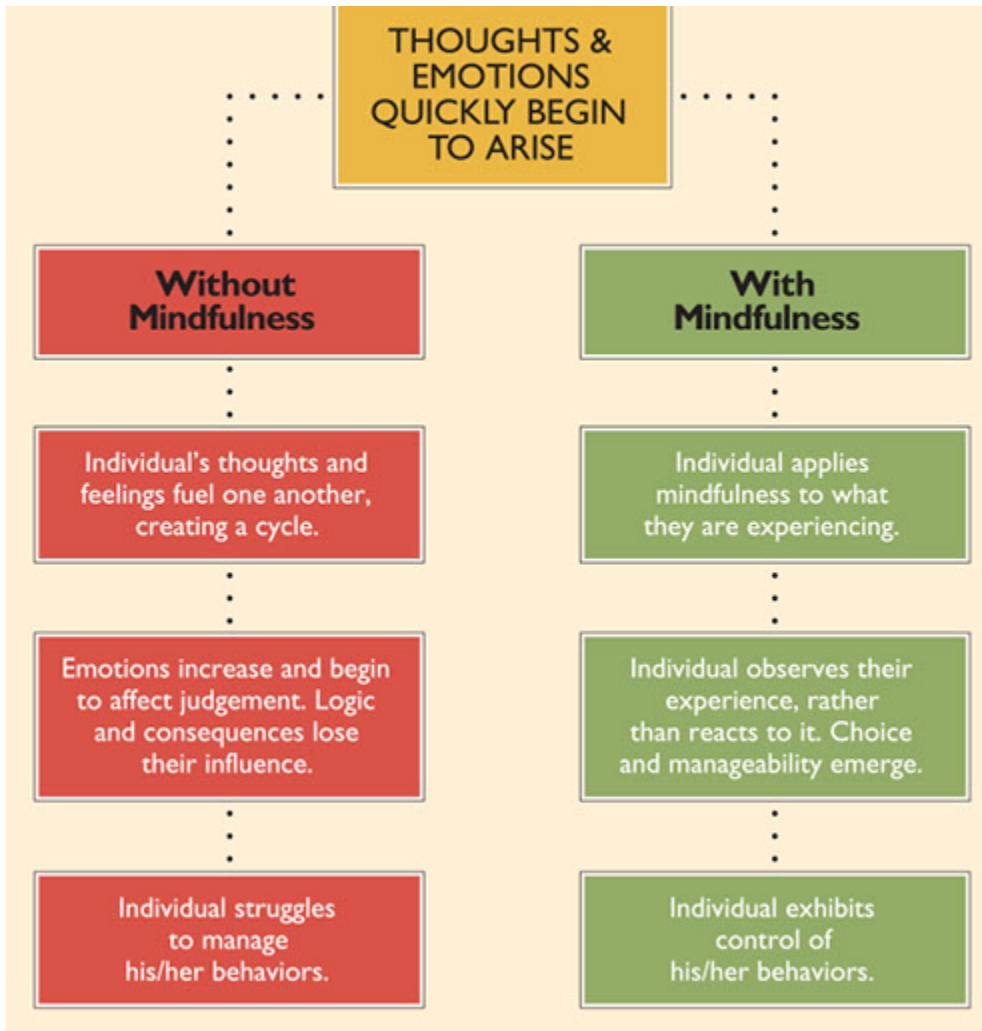 THOUGHTS &
EMOTIONS
QUICKLY BEGIN
TO ARISE
Without
Mindfulness
Individual's thoughts and
feelings fuel one another,
creating a cycle.
Emotions increase and begin
to affect judgement. Logic
and consequences lose
their influence.
Individual struggles
to manage
his/her behaviors.
With
Mindfulness
Individual applies
mindfulness to what
they are experiencing.
Individual observes their
experience, rather
than reacts to it. Choice
and manageability emerge.
Individual exhibits
control of
his/her behaviors.